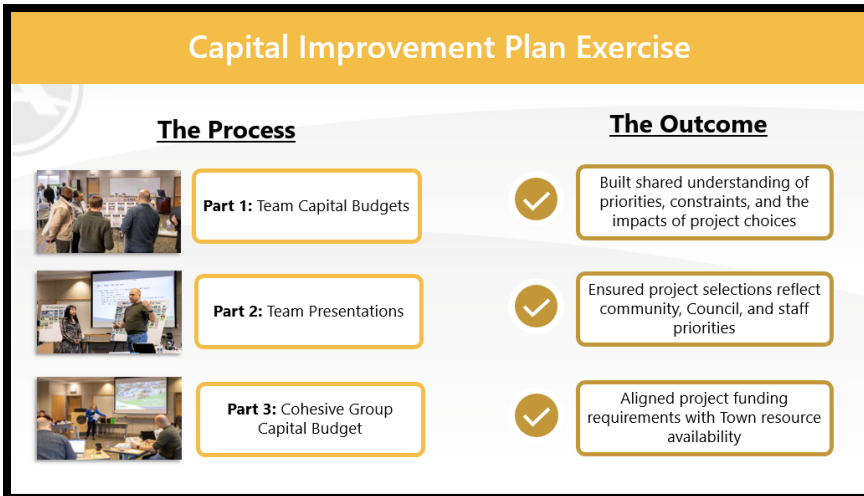 Capital Improvement Plan Exercise
The Process
Part 1: Team Capital Budgets
Part 2: Team Presentations
Part 3: Cohesive Group
Capital Budget
The Outcome
Built shared understanding of
priorities, constraints, and the
impacts of project choices
Ensured project selections reflect
community, Council, and staff
priorities
Aligned project funding
requirements with Town resource
availability